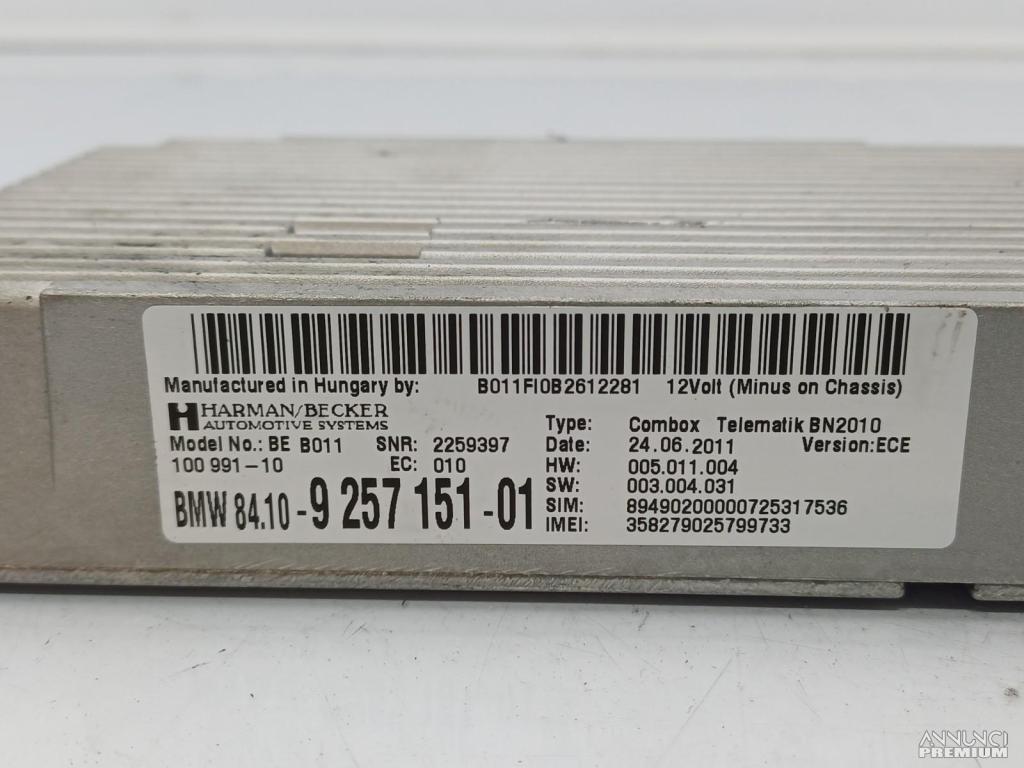 Manufactured in Hungary by: B011FI0B2612281 12Volt (Minus on Chassis)
HARMAN/BECKER
AUTOMOTIVE SYSTEMS
Type: Combox Telematik BN2010
Model No.: BE B011 SNR: 2259397 Date: 24.06.2011 Version:ECE
100 991-10 EC: 010 HW: 005.011.004
SW: 003.004.031
BMW 84.10-9 257 151-01 SIM: 89490200000725317536
IMEI: 358279025799733
ANNUNCI
PREMIUM